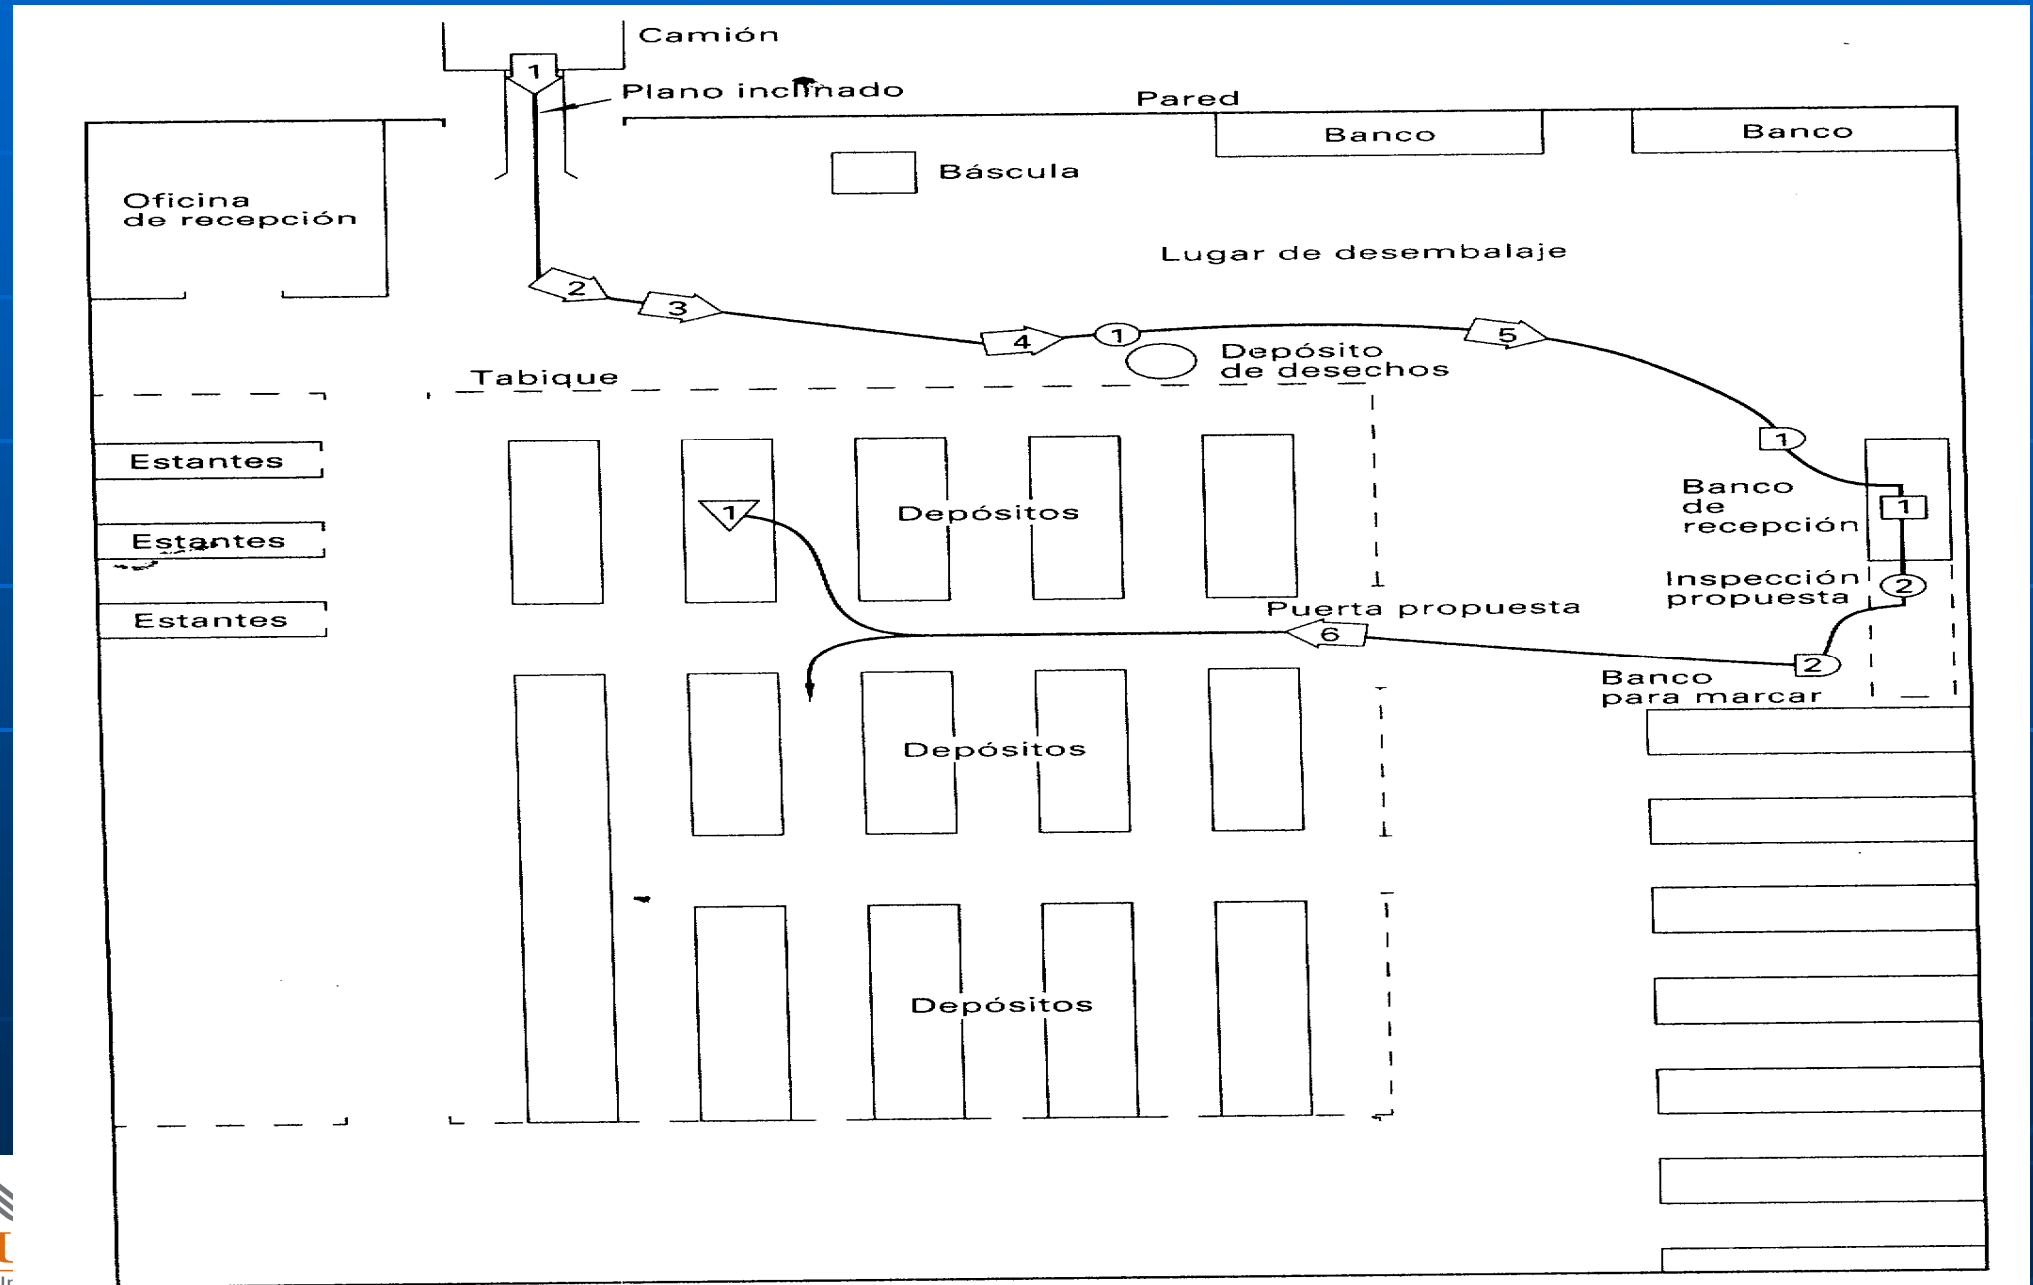 Camión
1
Plano inclinado
Pared
Banco
Banco
Báscula
Oficina
de recepción
Lugar de desembalaje
2
3
4
1
5
Depósito
de desechos
Tabique
1
Estantes
Banco
de
recepción
1
1
Depósitos
Estantes
Inspección
propuesta
2
Puerta propuesta
Estantes
6
2
Banco
para marcar
Depósitos
Depósitos